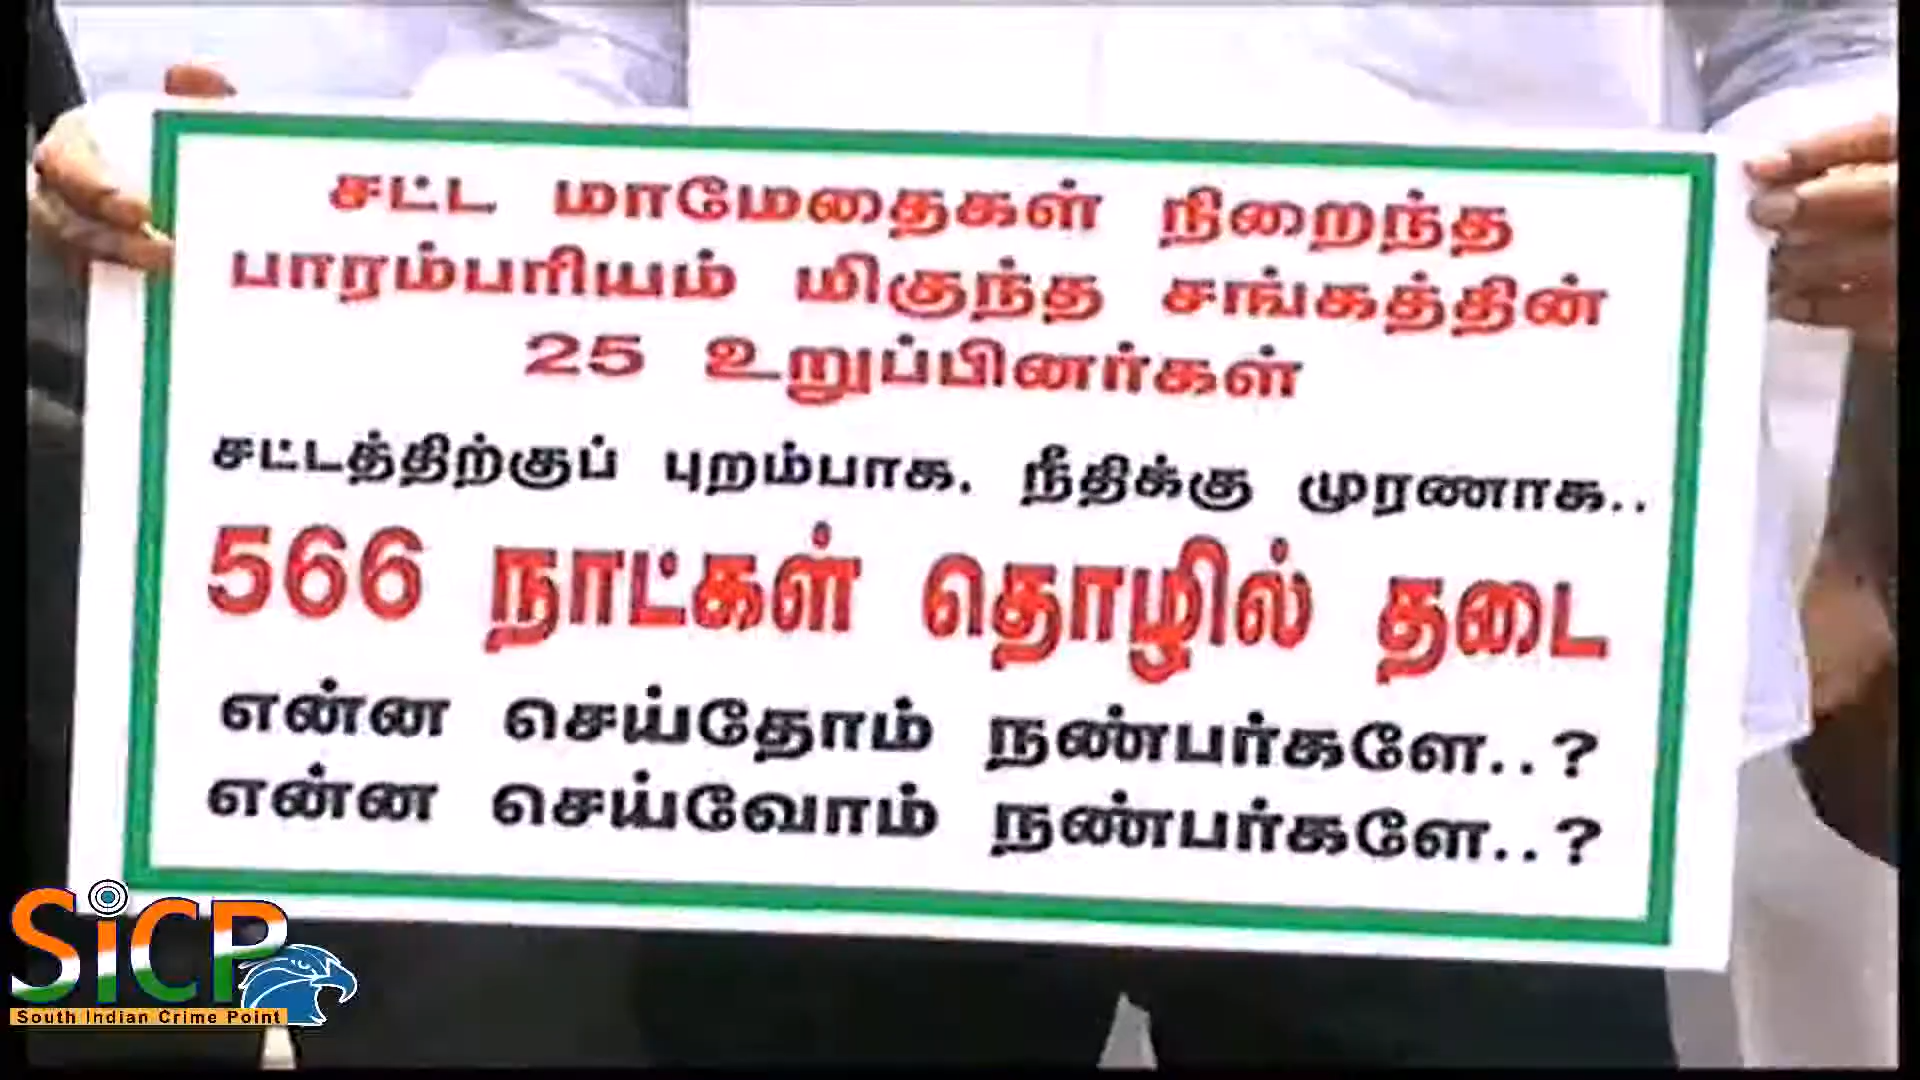 சட்ட மாமேதைகள் நிறைந்த
பாரம்பரியம் மிகுந்த சங்கத்தின்
25 உறுப்பினர்கள்
சட்டத்திற்குப் புறம்பாக. நீதிக்கு முரணாக..
566 நாட்கள் தொழில் தடை
என்ன செய்தோம் நண்பர்களே..?
என்ன செய்வோம் நண்பர்களே..?
SiCP
South Indian Crime Point